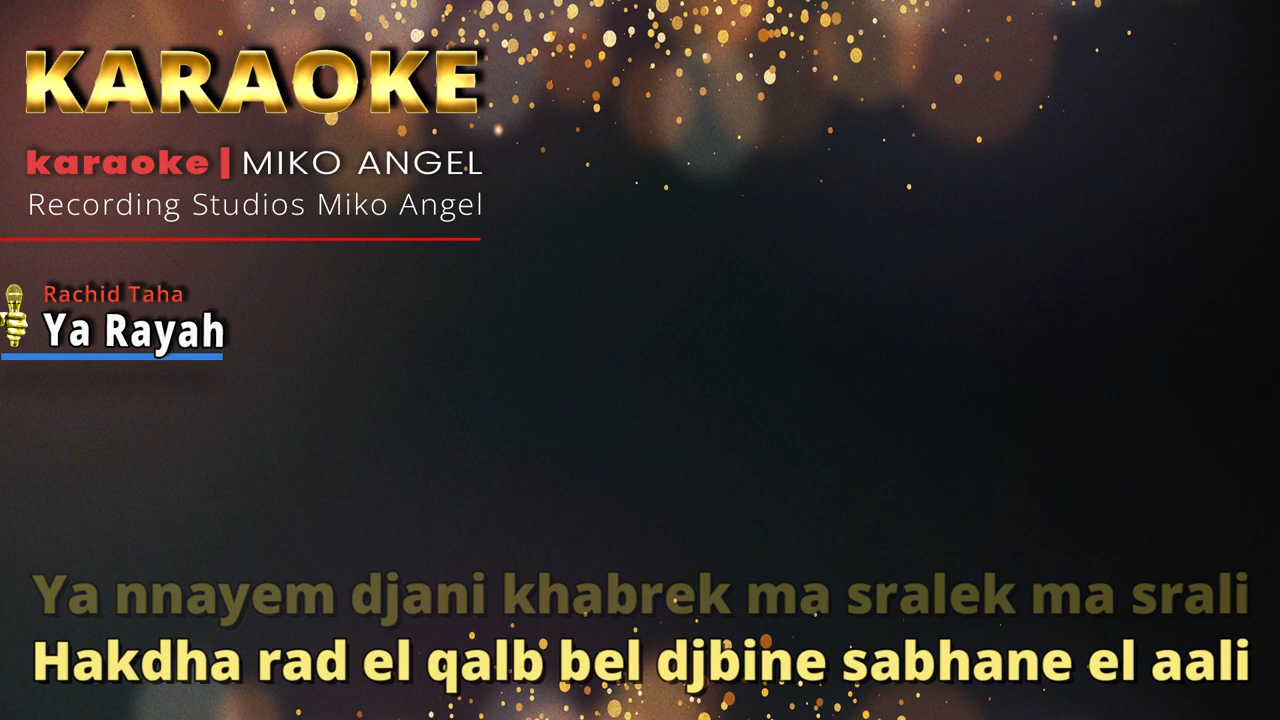 KARAOKE
karaoke | MIKO ANGEL
Recording Studios Miko Angel
Rachid Taha
Ya Rayah
Ya nnayem djani khabrek ma sralek ma srali
Hakdha rad el qalb bel djbine sabhane el aali